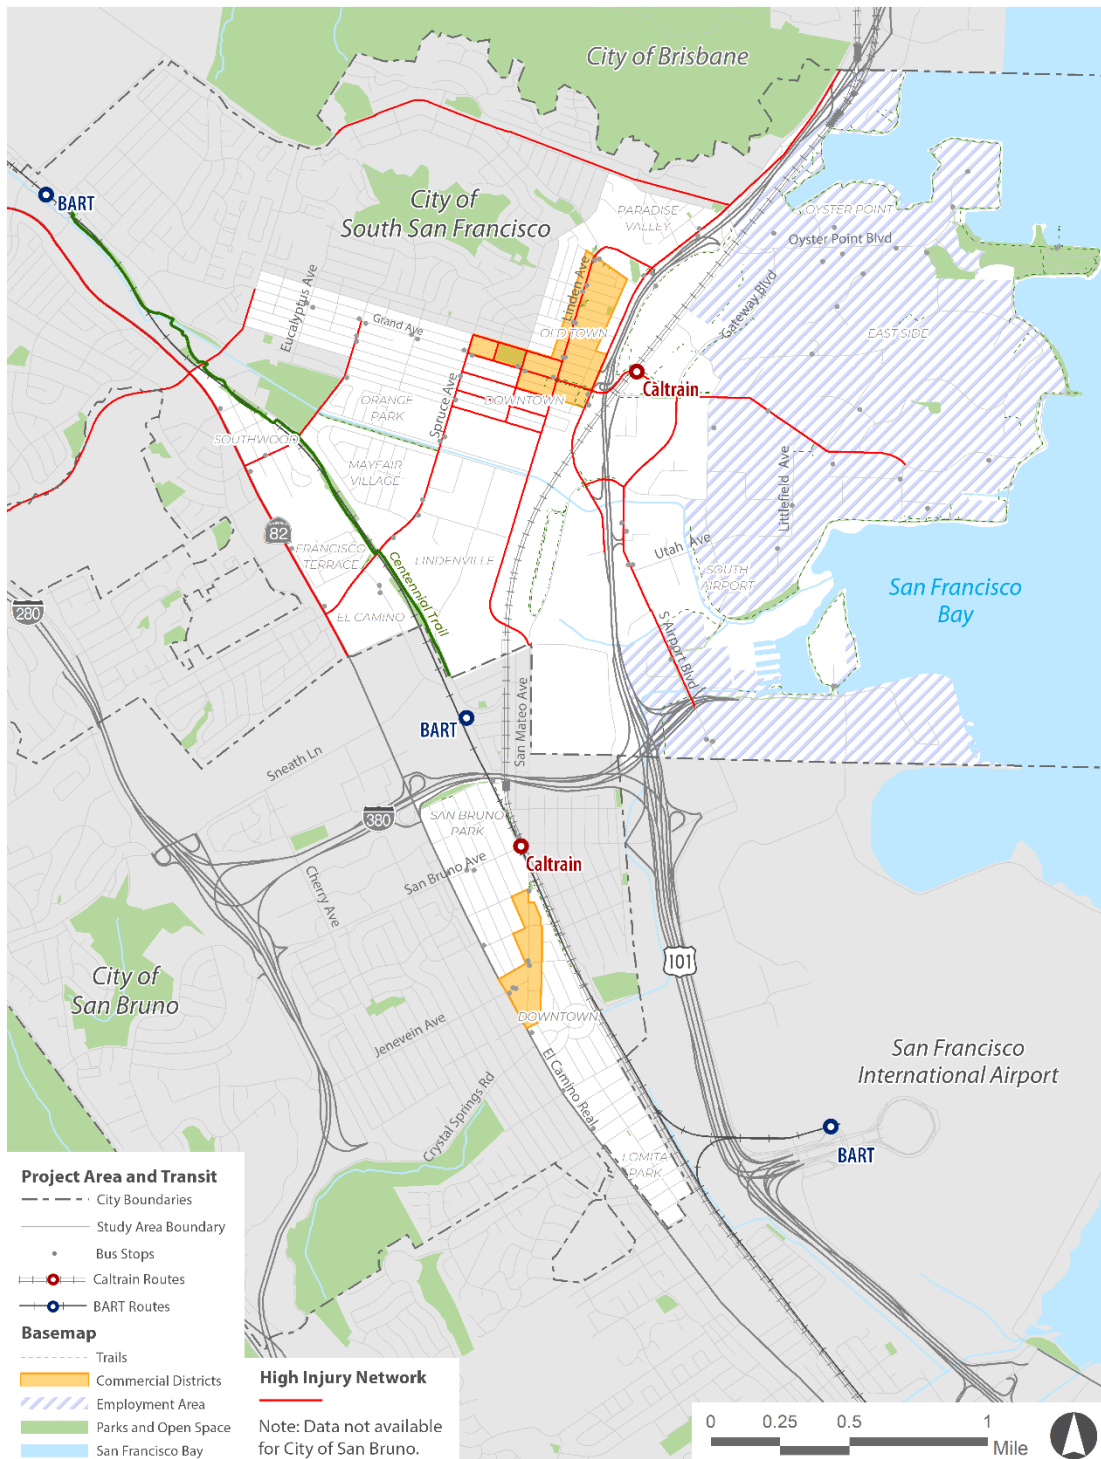 City of Brisbane
BART
City of
South San Francisco
PARADISE
VALLEY
OYSTER POINT
Oyster Point Blvd
Eucalyptus Ave
Linden Ave
Gateway Blvd
Grand Ave
OLD TOWN
EAST SIDE
Caltrain
Spruce Ave
ORANGE
PARK
DOWNTOWN
SOUTHWOOD
MAYFAIR
VILLAGE
Littlefield Ave
82
FRANCISCO
TERRACE
LINDENVILLE
Utah Ave
SOUTH
AIRPORT
Centennial Trail
San Francisco
Bay
280
EL CAMINO
S Airport Blvd
BART
San Mateo Ave
Sneath Ln
380
SAN BRUNO
PARK
Caltrain
San Bruno Ave
Cherry Ave
101
City of
San Bruno
DOWNTOWN
Jenevein Ave
San Francisco
International Airport
El Camino Real
Crystal Springs Rd
BART
LOMITA
PARK
Project Area and Transit
City Boundaries
Study Area Boundary
Bus Stops
Caltrain Routes
BART Routes
Basemap
Trails
Commercial Districts
Employment Area
Parks and Open Space
San Francisco Bay
High Injury Network
Note: Data not available
for City of San Bruno.
0 0.25 0.5 1
Mile